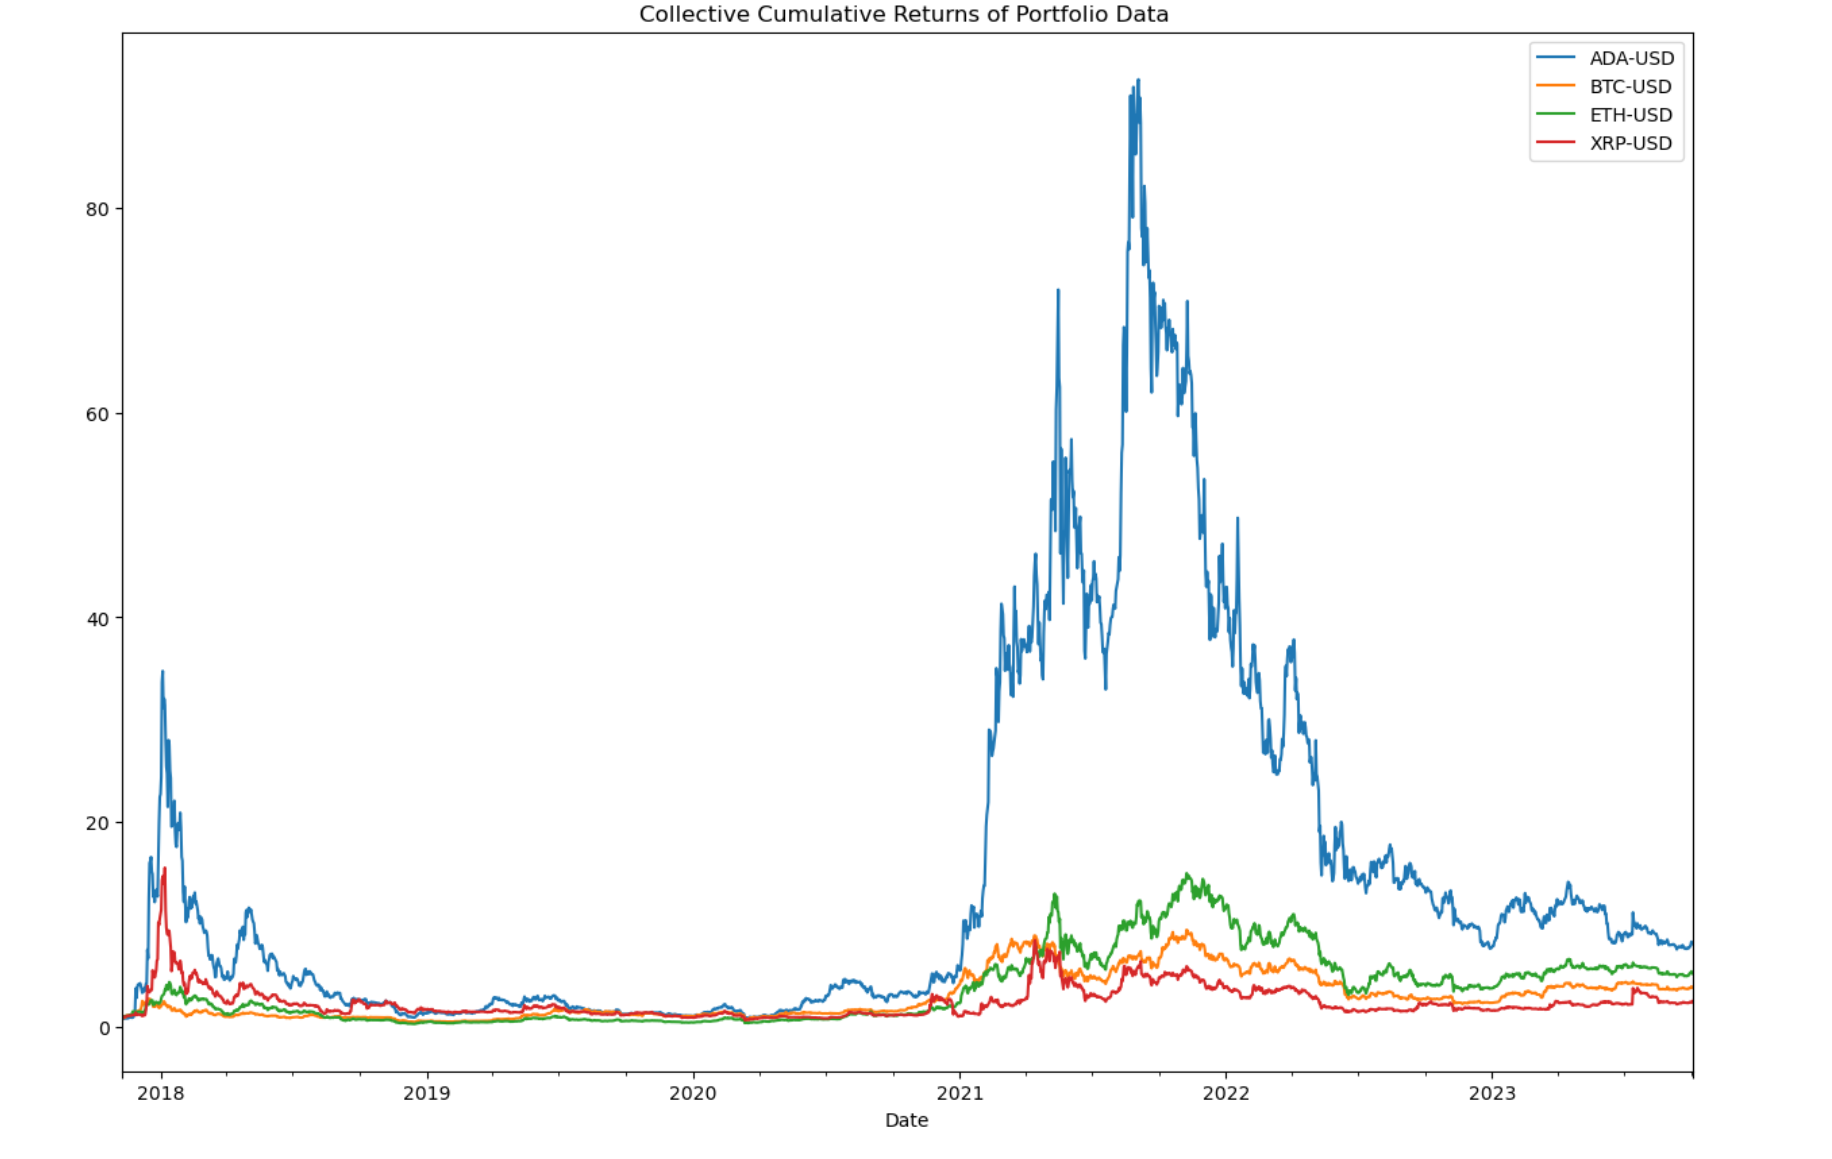 Collective Cumulative Returns of Portfolio Data
ADA-USD
BTC-USD
ETH-USD
XRP-USD
80
60
40
20
0
2018 2019 2020 2021 2022 2023
Date